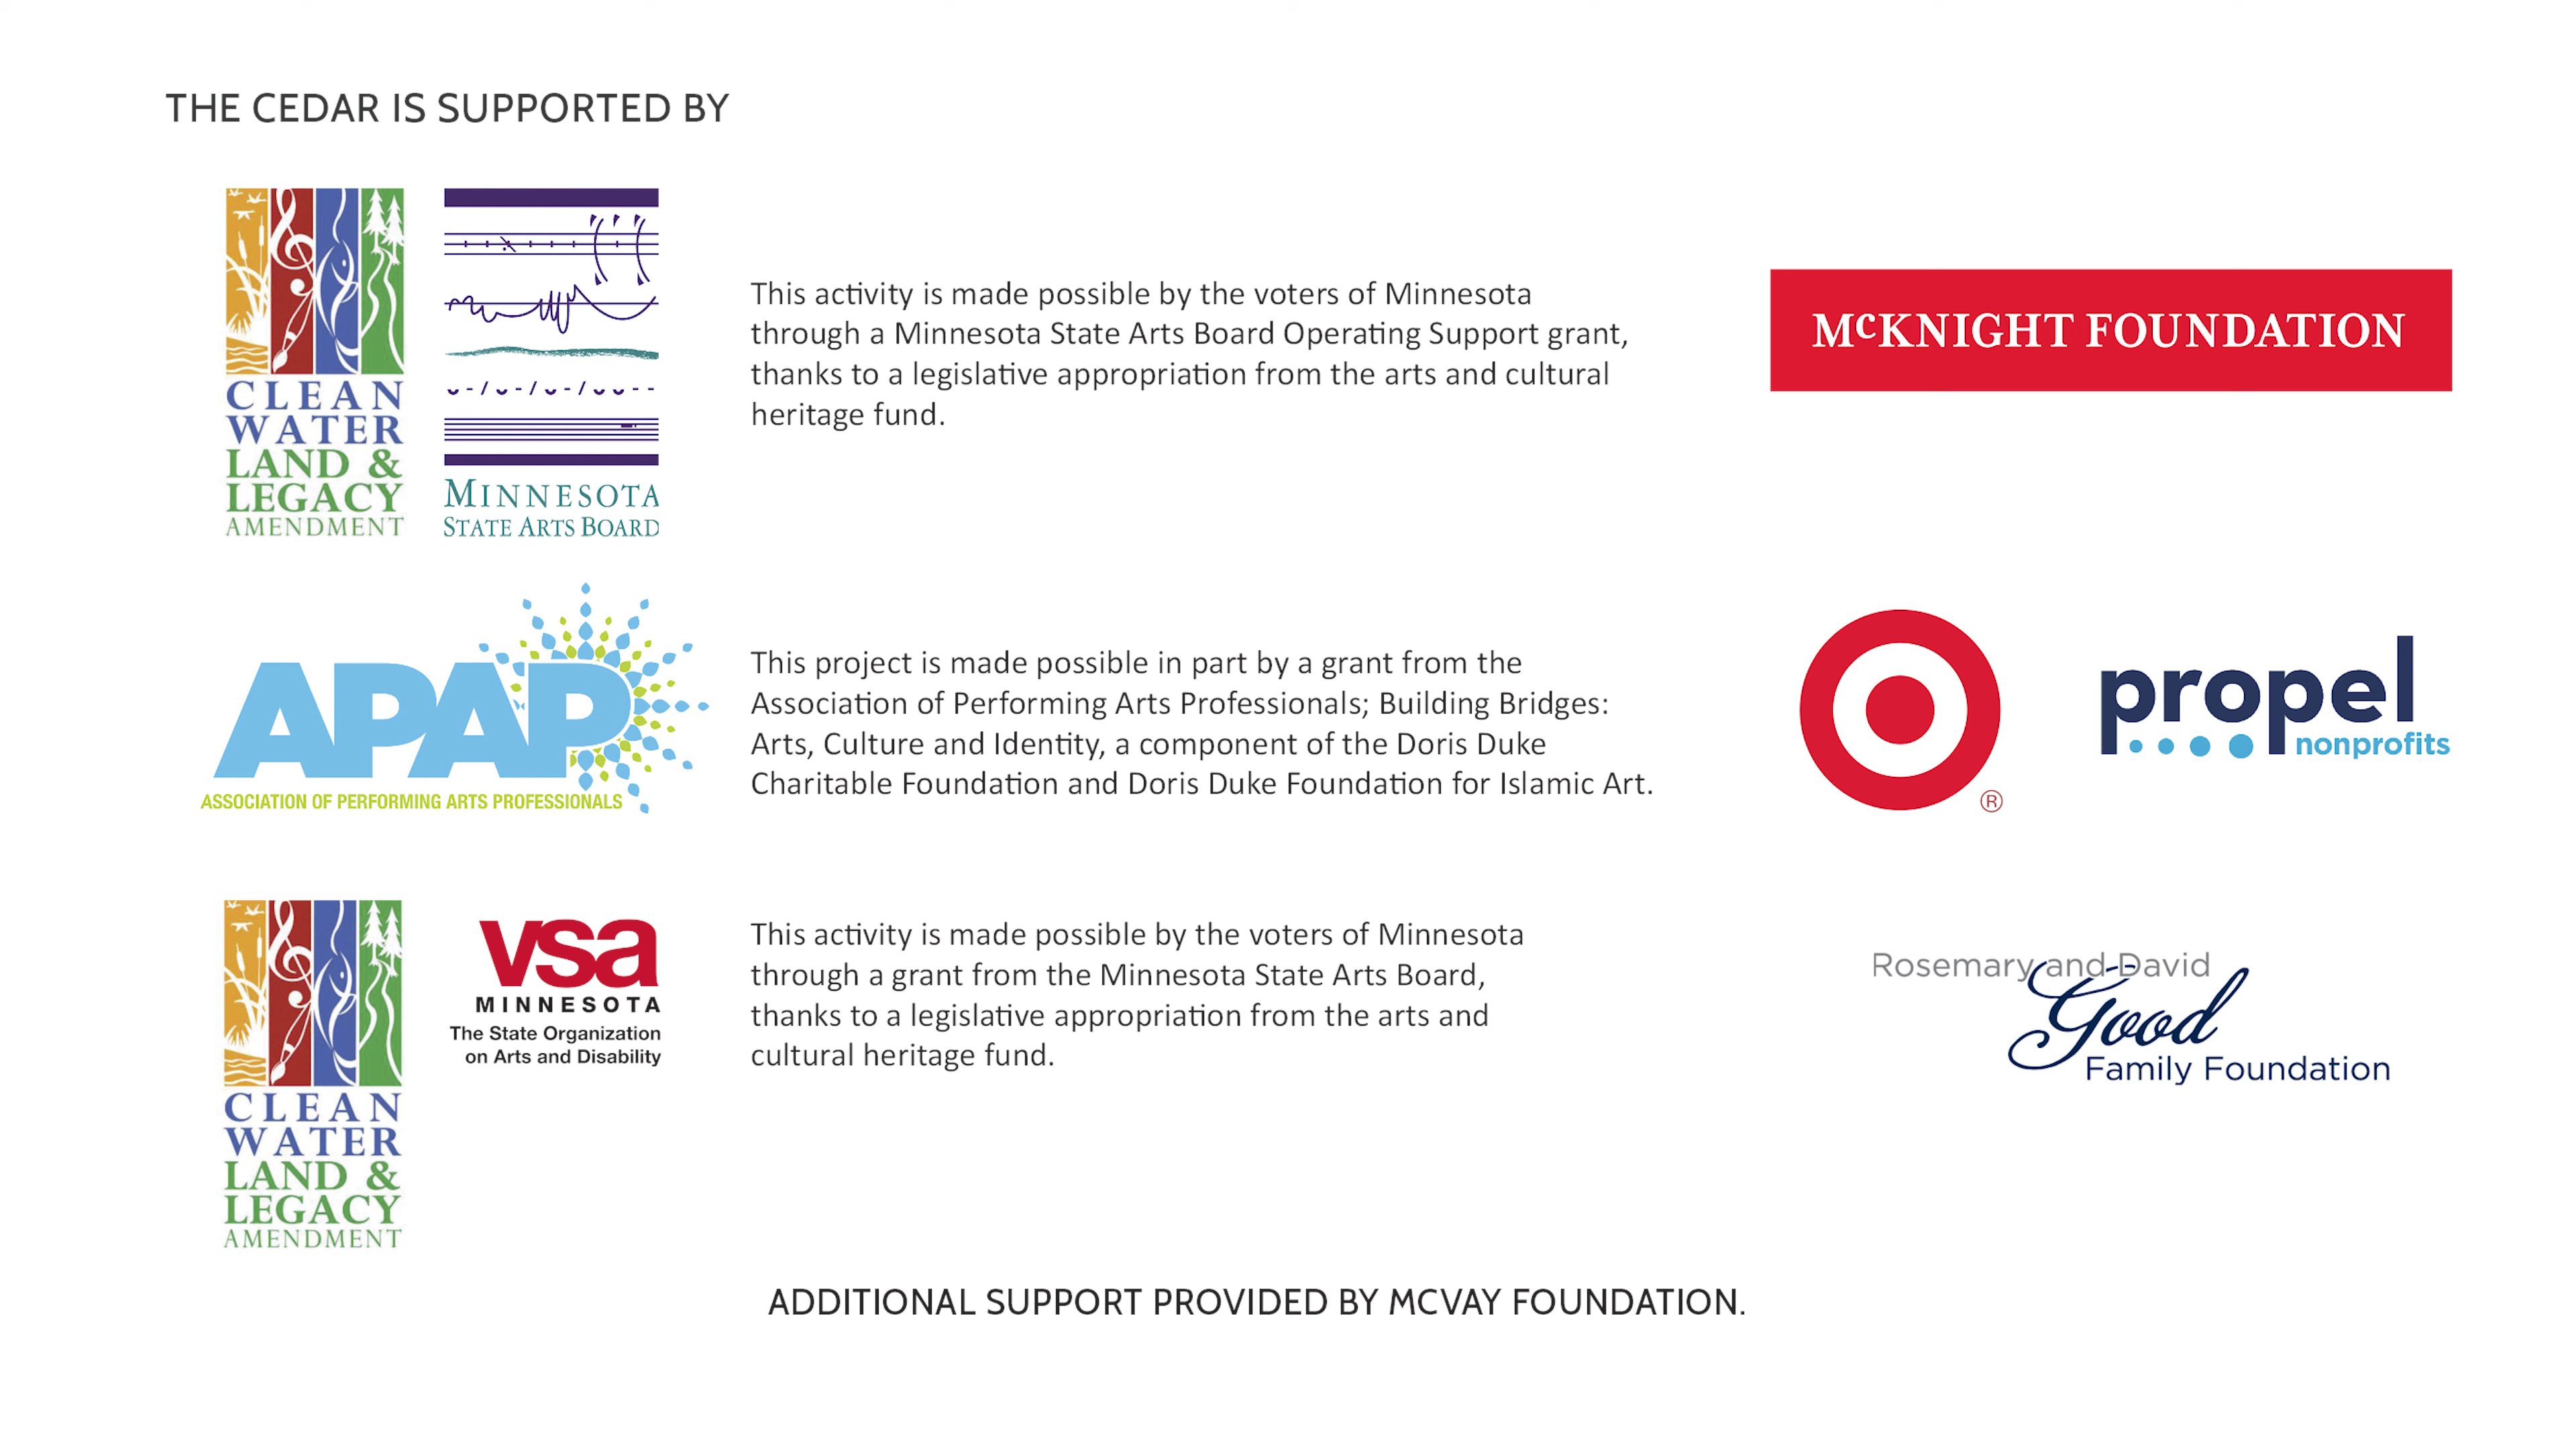 THE CEDAR IS SUPPORTED BY
CLEAN
WATER
LAND &
LEGACY
AMENDMENT
MINNESOTA
STATE ARTS BOARD
This activity is made possible by the voters of Minnesota
through a Minnesota State Arts Board Operating Support grant,
thanks to a legislative appropriation from the arts and cultural
heritage fund.
McKNIGHT FOUNDATION
APAP
ASSOCIATION OF PERFORMING ARTS PROFESSIONALS
This project is made possible in part by a grant from the
Association of Performing Arts Professionals; Building Bridges:
Arts, Culture and Identity, a component of the Doris Duke
Charitable Foundation and Doris Duke Foundation for Islamic Art.
®
propel
nonprofits
CLEAN
WATER
LAND &
LEGACY
AMENDMENT
vsa
MINNESOTA
The State Organization
on Arts and Disability
This activity is made possible by the voters of Minnesota
through a grant from the Minnesota State Arts Board,
thanks to a legislative appropriation from the arts and
cultural heritage fund.
Rosemary and David
Good
Family Foundation
ADDITIONAL SUPPORT PROVIDED BY MCVAY FOUNDATION.